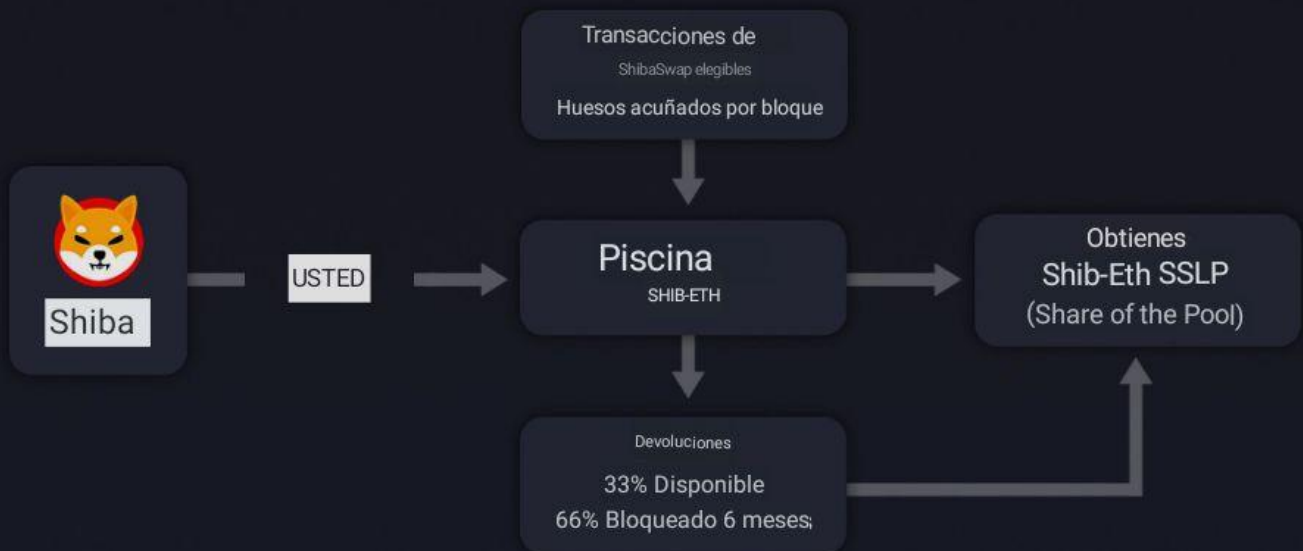 Transacciones de
ShibaSwap elegibles
Huesos acuñados por bloque
Shiba
USTED
Piscina
SHIB-ETH
Obtienes
Shib-Eth SSLP
(Share of the Pool)
Devoluciones
33% Disponible
66% Bloqueado 6 meses;